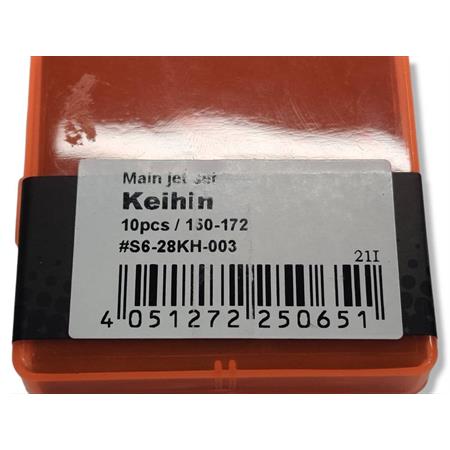 Main jet set
Keihin
10pcs / 150-172
#S6-28KH-003
21I
4 051272 250651